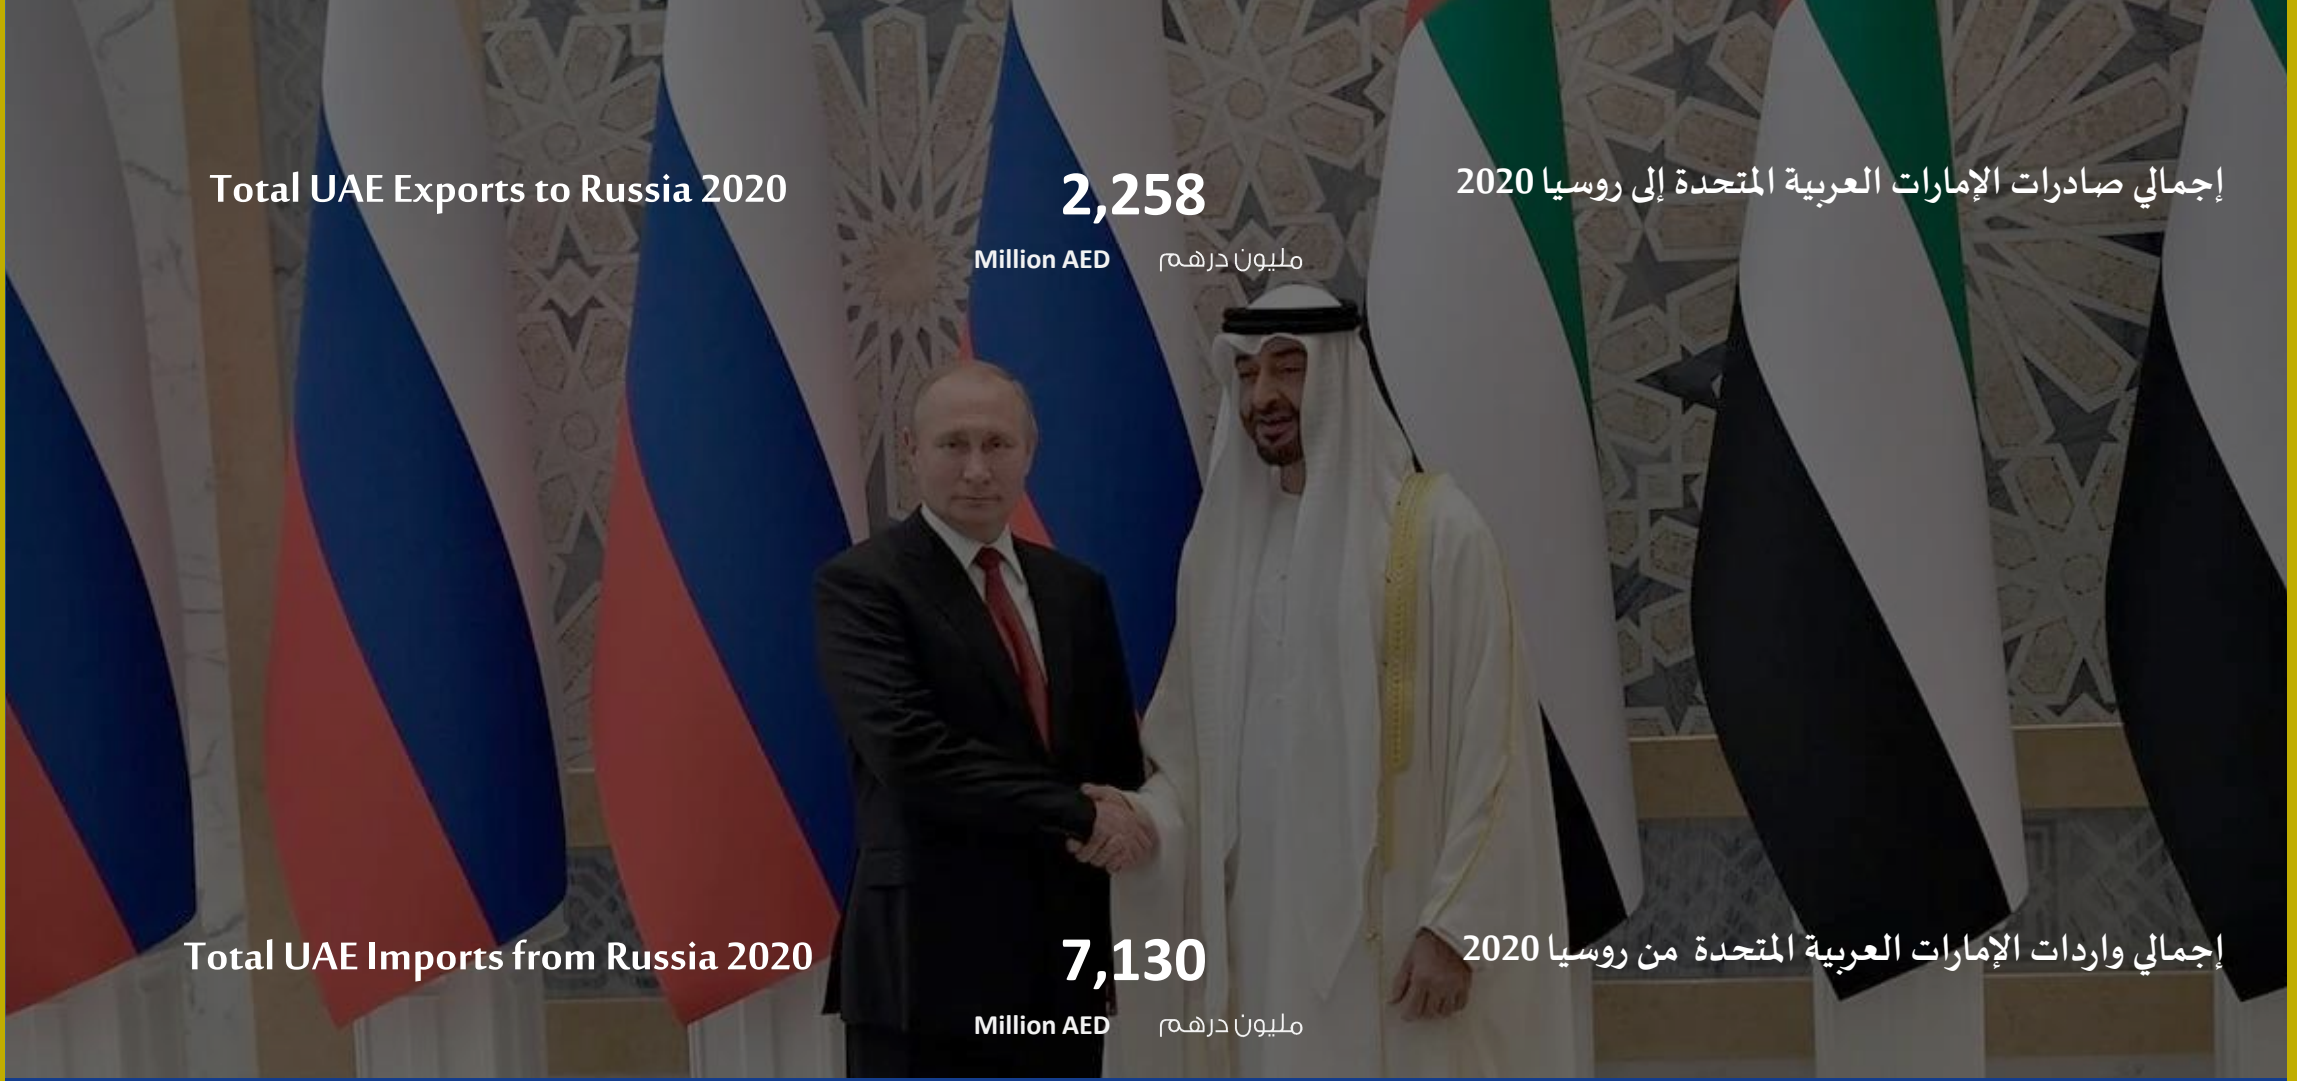 Total UAE Exports to Russia 2020
2,258
إجمالي صادرات الإمارات العربية المتحدة إلى روسيا 2020
Million AED
مليون درهم
Total UAE Imports from Russia 2020
7,130
إجمالي واردات الإمارات العربية المتحدة من روسيا 2020
Million AED
مليون درهم